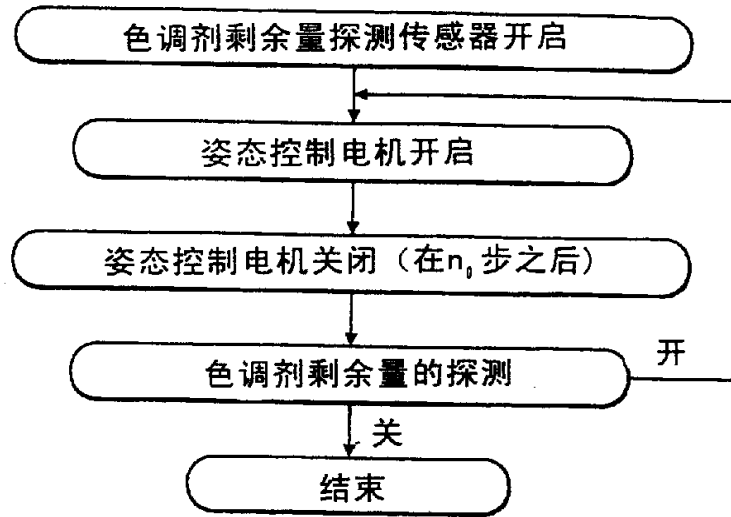 色调剂剩余量探测传感器开启
姿态控制电机开启
姿态控制电机关闭（在n₀步之后）
色调剂剩余量的探测
开
关
结束